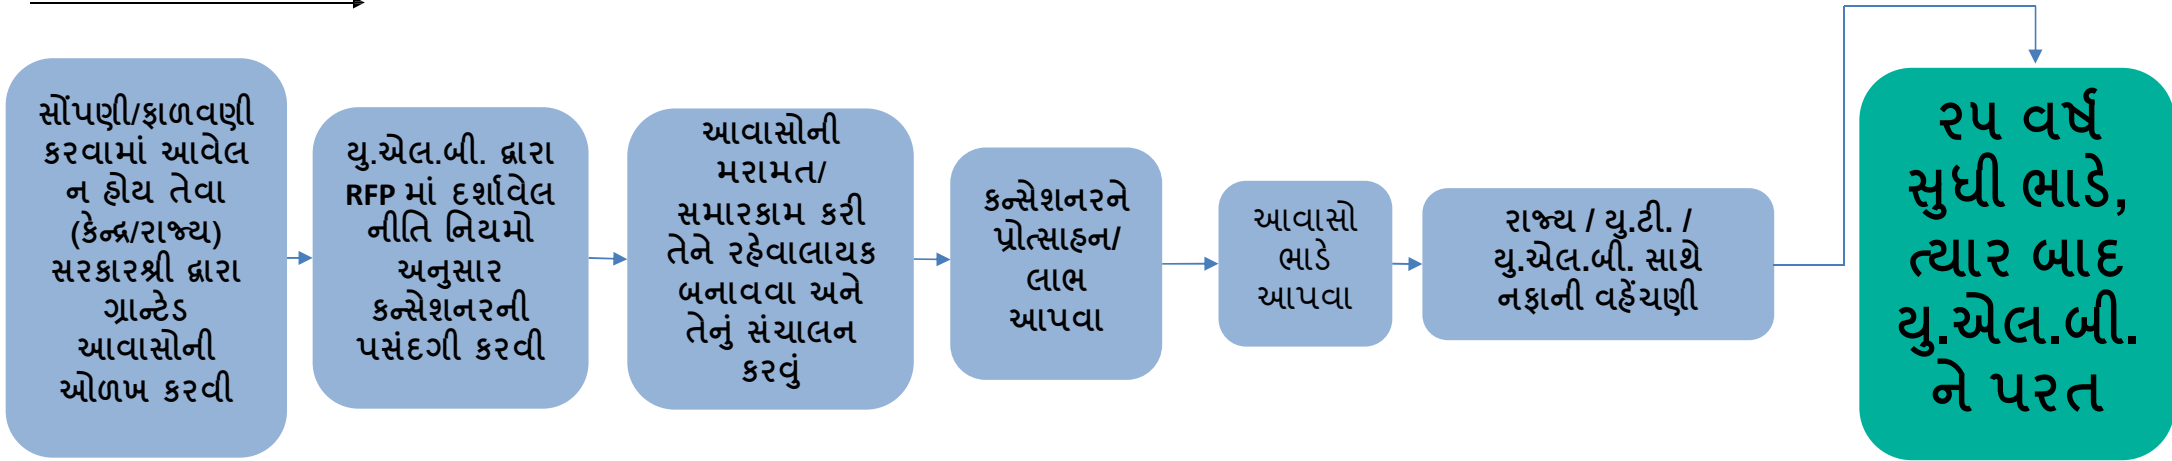 સોંપણી/ફાળવણી
કરવામાં આવેલ
ન હોય તેવા
(કેન્દ્ર/રાજ્ય)
સરકારશ્રી દ્વારા
ગ્રાન્ટેડ
આવાસોની
ઓળખ કરવી
યુ.એલ.બી. દ્વારા
RFP માં દર્શાવેલ
નીતિ નિયમો
અનુસાર
કન્સેશનરની
પસંદગી કરવી
આવાસોની
મરામત/
સમારકામ કરી
તેને રહેવાલાયક
બનાવવા અને
તેનું સંચાલન
કરવું
કન્સેશનરને
પ્રોત્સાહન/
લાભ
આપવા
આવાસો
ભાડે
આપવા
રાજ્ય / યુ.ટી. /
યુ.એલ.બી. સાથે
નફાની વહેંચણી
૨૫ વર્ષ
સુધી ભાડે,
ત્યાર બાદ
યુ.એલ.બી.
ને પરત